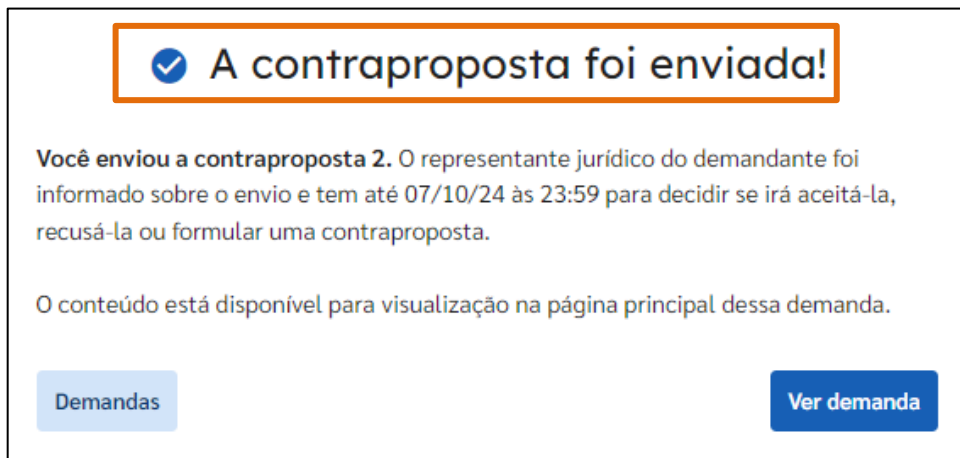 A contraproposta foi enviada!
Você enviou a contraproposta 2. O representante jurídico do demandante foi
informado sobre o envio e tem até 07/10/24 às 23:59 para decidir se irá aceitá-la,
recusá-la ou formular uma contraproposta.
O conteúdo está disponível para visualização na página principal dessa demanda.
Demandas
Ver demanda